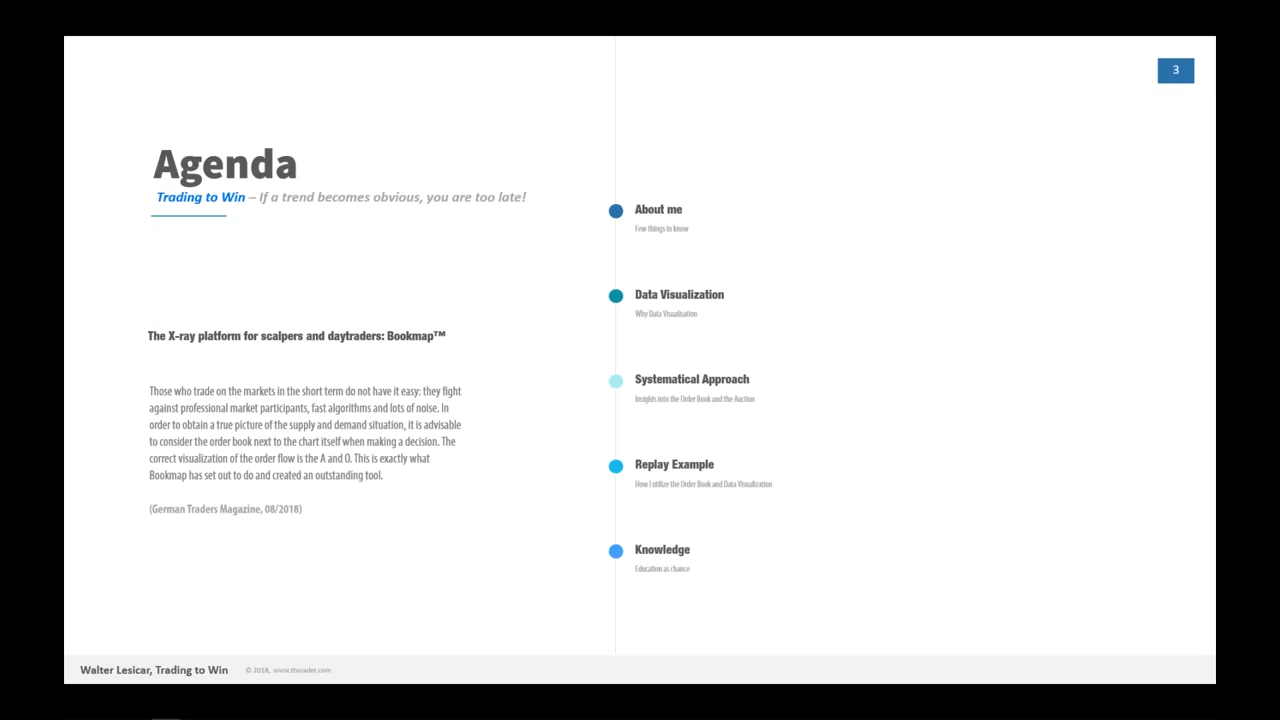 3
Agenda
Trading to Win – If a trend becomes obvious, you are too late!
The X-ray platform for scalpers and daytraders: Bookmap™
Those who trade on the markets in the short term do not have it easy: they fight
against professional market participants, fast algorithms and lots of noise. In
order to obtain a true picture of the supply and demand situation, it is advisable
to consider the order book next to the chart itself when making a decision. The
correct visualization of the order flow is the A and O. This is exactly what
Bookmap has set out to do and created an outstanding tool.
(German Traders Magazine, 08/2018)
About me
Few things to know
Data Visualization
Why Data Visualisation
Systematical Approach
Insights into the Order Book and the Auction
Replay Example
How I utilize the Order Book and Data Visualization
Knowledge
Education as chance
Walter Lesicar, Trading to Win © 2018, www.ttwrader.com